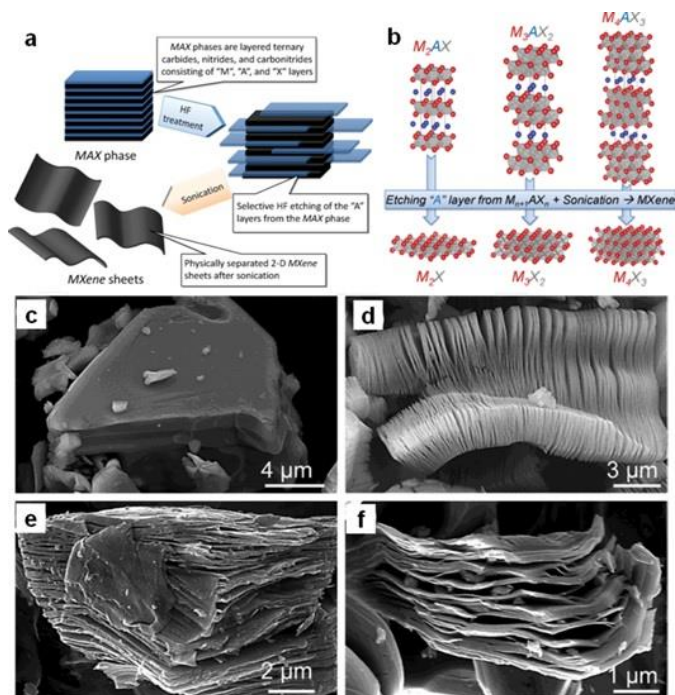 a
MAX phases are layered ternary
carbides, nitrides, and carbonitrides
consisting of “M”, “A”, and “X” layers
HF
treatment
MAX phase
Sonication
Selective HF etching of the “A”
layers from the MAX phase
MXene sheets
Physically separated 2-D MXene
sheets after sonication
b
M₂AX
M₃AX₂
M₄AX₃
Etching “A” layer from Mₙ₊₁AXₙ + Sonication → MXene
M₂X
M₃X₂
M₄X₃
c
4 μm
d
3 μm
e
2 μm
f
1 μm